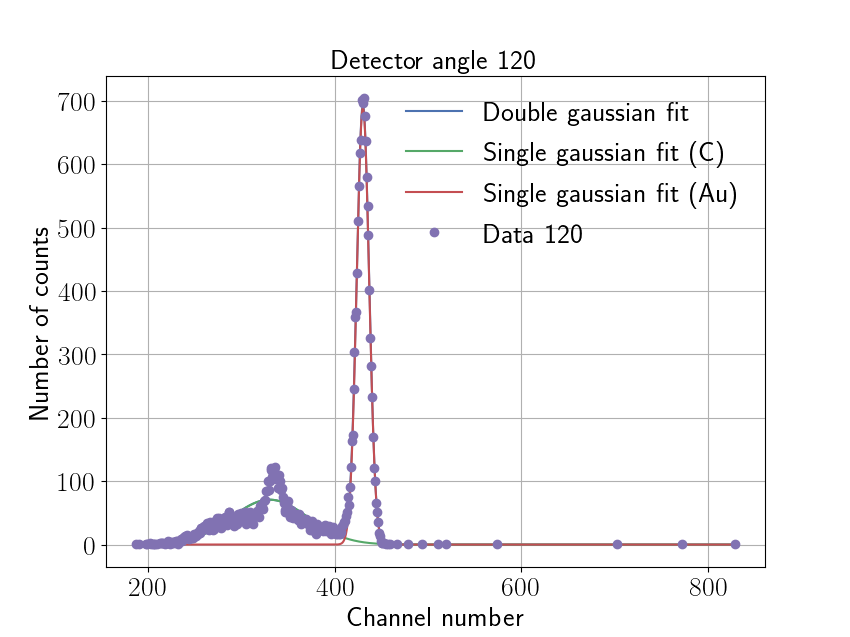 Detector angle 120
700
600
500
400
300
200
100
0
Number of counts
Double gaussian fit
Single gaussian fit (C)
Single gaussian fit (Au)
Data 120
200 400 600 800
Channel number